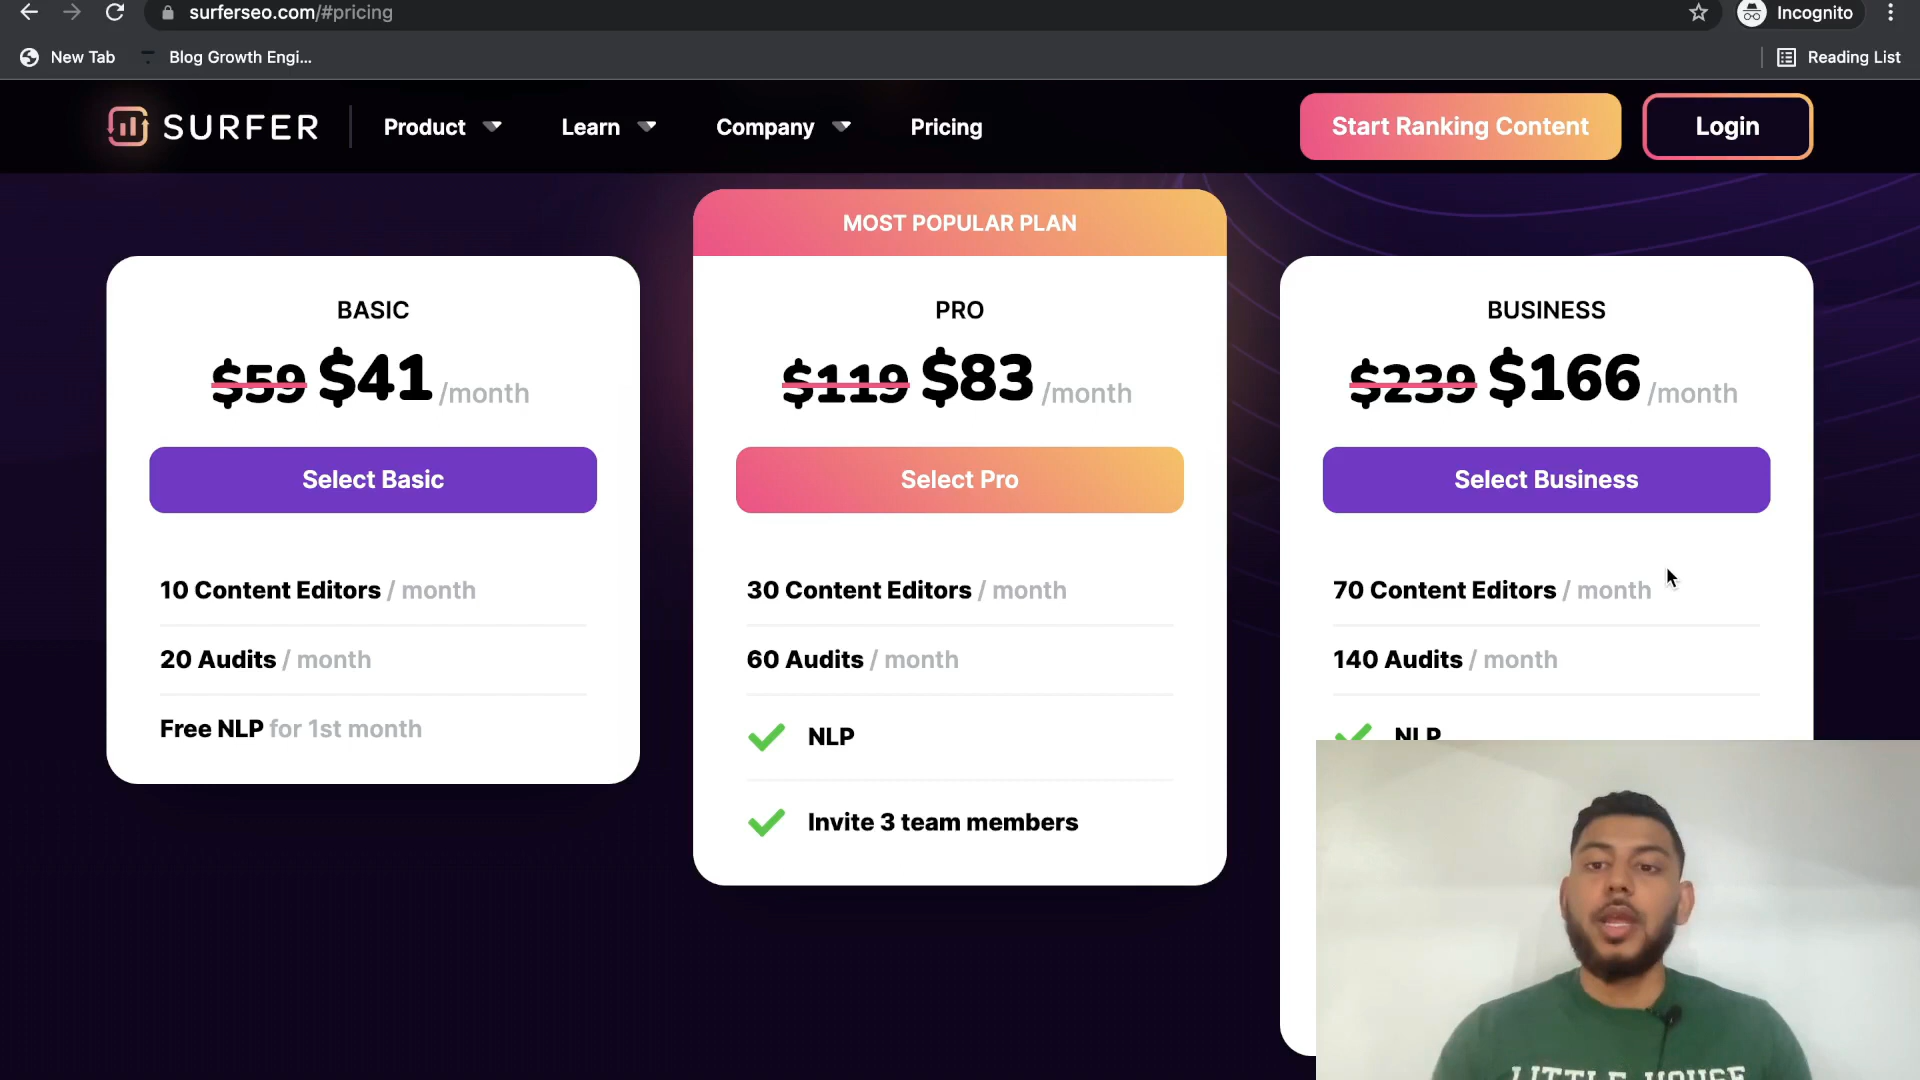 surferseo.com/#pricing
Incognito
New Tab
Blog Growth Engi...
Reading List
SURFER
Product
Learn
Company
Pricing
Start Ranking Content
Login
MOST POPULAR PLAN
BASIC
$59 $41 /month
Select Basic
10 Content Editors / month
20 Audits / month
Free NLP for 1st month
PRO
$119 $83 /month
Select Pro
30 Content Editors / month
60 Audits / month
NLP
Invite 3 team members
BUSINESS
$239 $166 /month
Select Business
70 Content Editors / month
140 Audits / month
NLP
LITTLE HOUSE